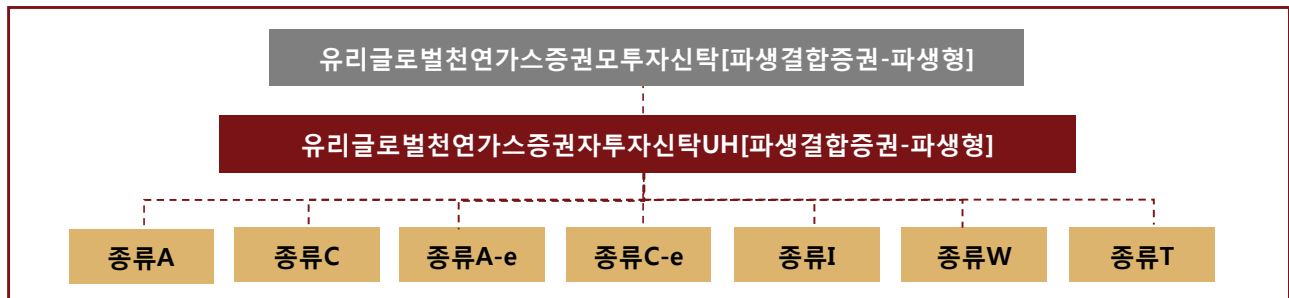 유리글로벌천연가스증권모투자신탁[파생결합증권-파생형]
유리글로벌천연가스증권자투자신탁UH[파생결합증권-파생형]
종류A
종류C
종류A-e
종류C-e
종류I
종류W
종류T